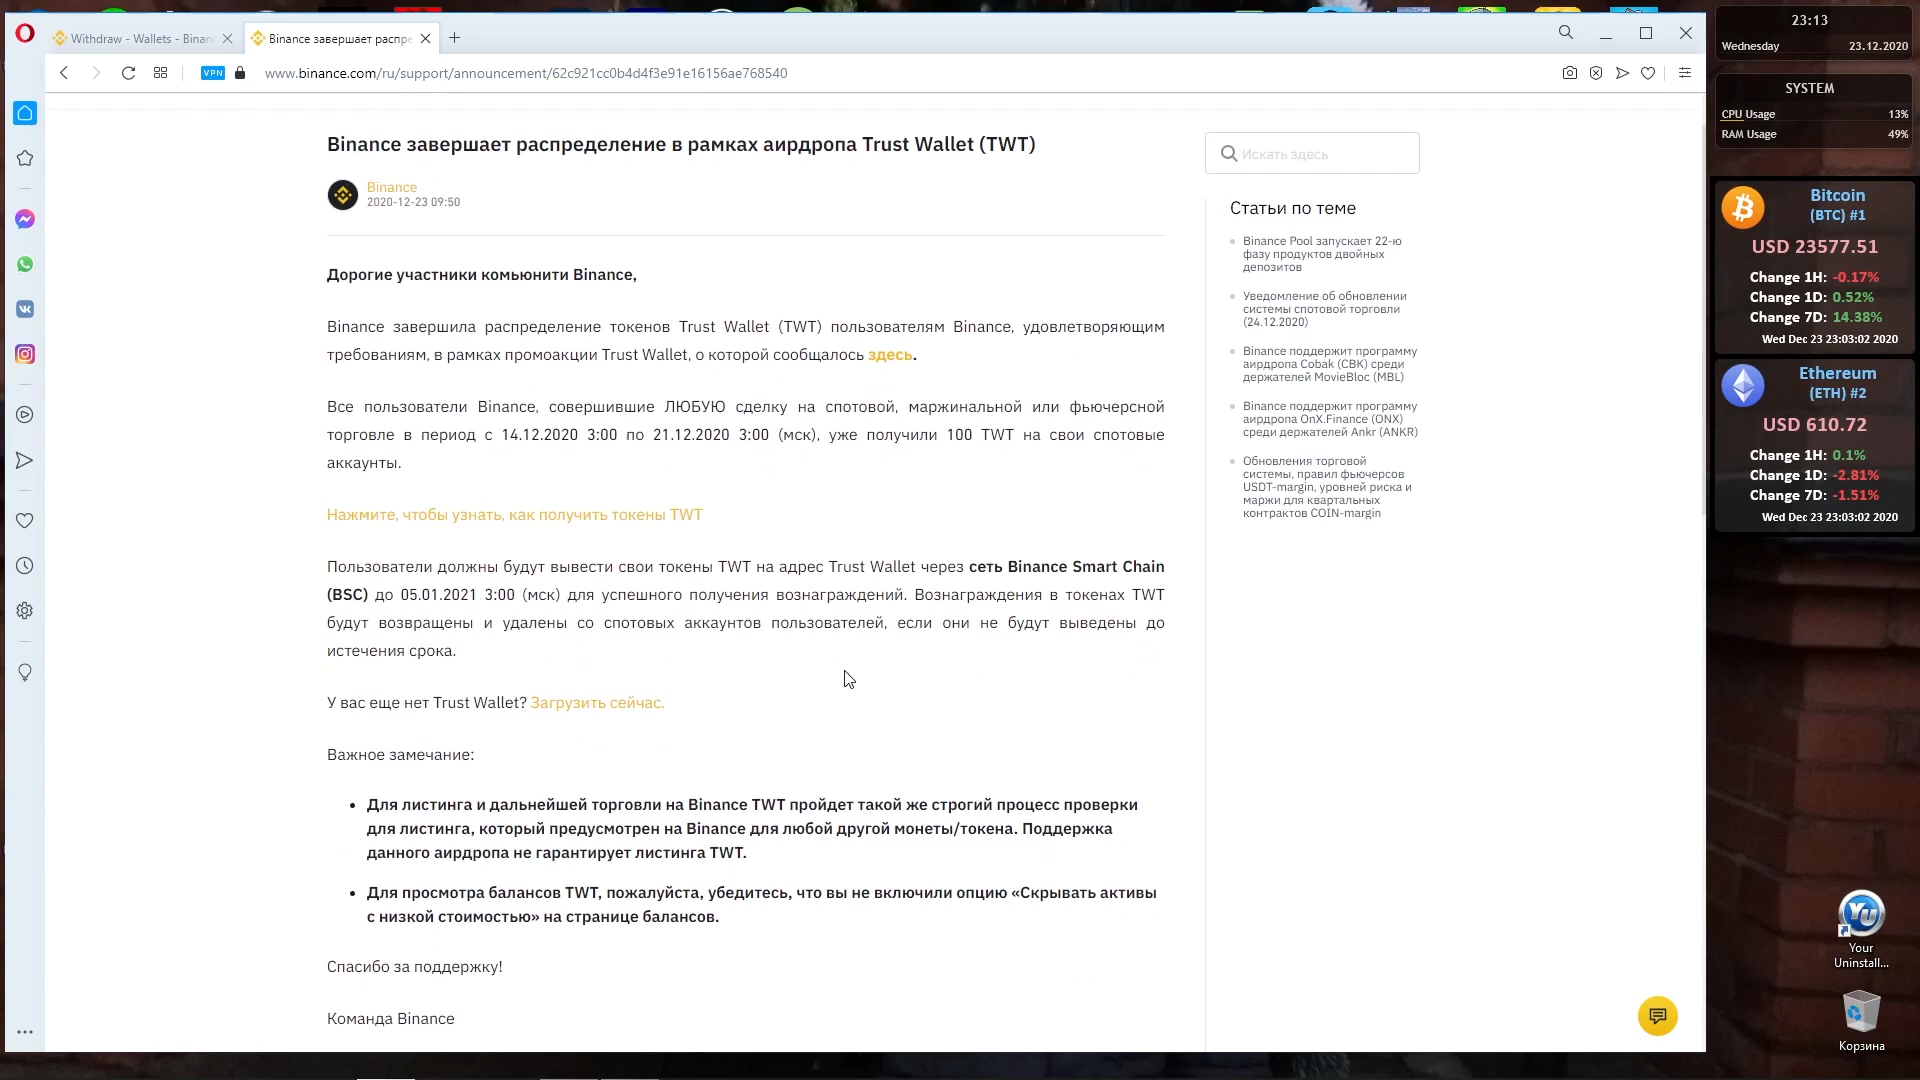 Withdraw - Wallets - Binan
Binance завершает распре
VPN
www.binance.com/ru/support/announcement/62c921cc0b4d4f3e91e16156ae768540
Binance завершает распределение в рамках аирдропа Trust Wallet (TWT)
Binance
2020-12-23 09:50
Дорогие участники комьюнити Binance,
Binance завершила распределение токенов Trust Wallet (TWT) пользователям Binance, удовлетворяющим
требованиям, в рамках промоакции Trust Wallet, о которой сообщалось здесь.
Все пользователи Binance, совершившие ЛЮБУЮ сделку на спотовой, маржинальной или фьючерсной
торговле в период с 14.12.2020 3:00 по 21.12.2020 3:00 (мск), уже получили 100 TWT на свои спотовые
аккаунты.
Нажмите, чтобы узнать, как получить токены TWT
Пользователи должны будут вывести свои токены TWT на адрес Trust Wallet через сеть Binance Smart Chain
(BSC) до 05.01.2021 3:00 (мск) для успешного получения вознаграждений. Вознаграждения в токенах TWT
будут возвращены и удалены со спотовых аккаунтов пользователей, если они не будут выведены до
истечения срока.
У вас еще нет Trust Wallet? Загрузить сейчас.
Важное замечание:
• Для листинга и дальнейшей торговли на Binance TWT пройдет такой же строгий процесс проверки
для листинга, который предусмотрен на Binance для любой другой монеты/токена. Поддержка
данного аирдропа не гарантирует листинга TWT.
• Для просмотра балансов TWT, пожалуйста, убедитесь, что вы не включили опцию «Скрывать активы
с низкой стоимостью» на странице балансов.
Спасибо за поддержку!
Команда Binance
Искать здесь
Статьи по теме
Binance Pool запускает 22-ю
фазу продуктов двойных
депозитов
Уведомление об обновлении
системы спотовой торговли
(24.12.2020)
Binance поддержит программу
аирдропа Cobak (CBK) среди
держателей MovieBloc (MBL)
Binance поддержит программу
аирдропа OnX.Finance (ONX)
среди держателей Ankr (ANKR)
Обновления торговой
системы, правил фьючерсов
USDT-margin, уровней риска и
маржи для квартальных
контрактов COIN-margin
23:13
Wednesday 23.12.2020
SYSTEM
CPU Usage 13%
RAM Usage 49%
Bitcoin
(BTC) #1
USD 23577.51
Change 1H: -0.17%
Change 1D: 0.52%
Change 7D: 14.38%
Wed Dec 23 23:03:02 2020
Ethereum
(ETH) #2
USD 610.72
Change 1H: 0.1%
Change 1D: -2.81%
Change 7D: -1.51%
Wed Dec 23 23:03:02 2020
YU
Your
Uninstall...
Корзина